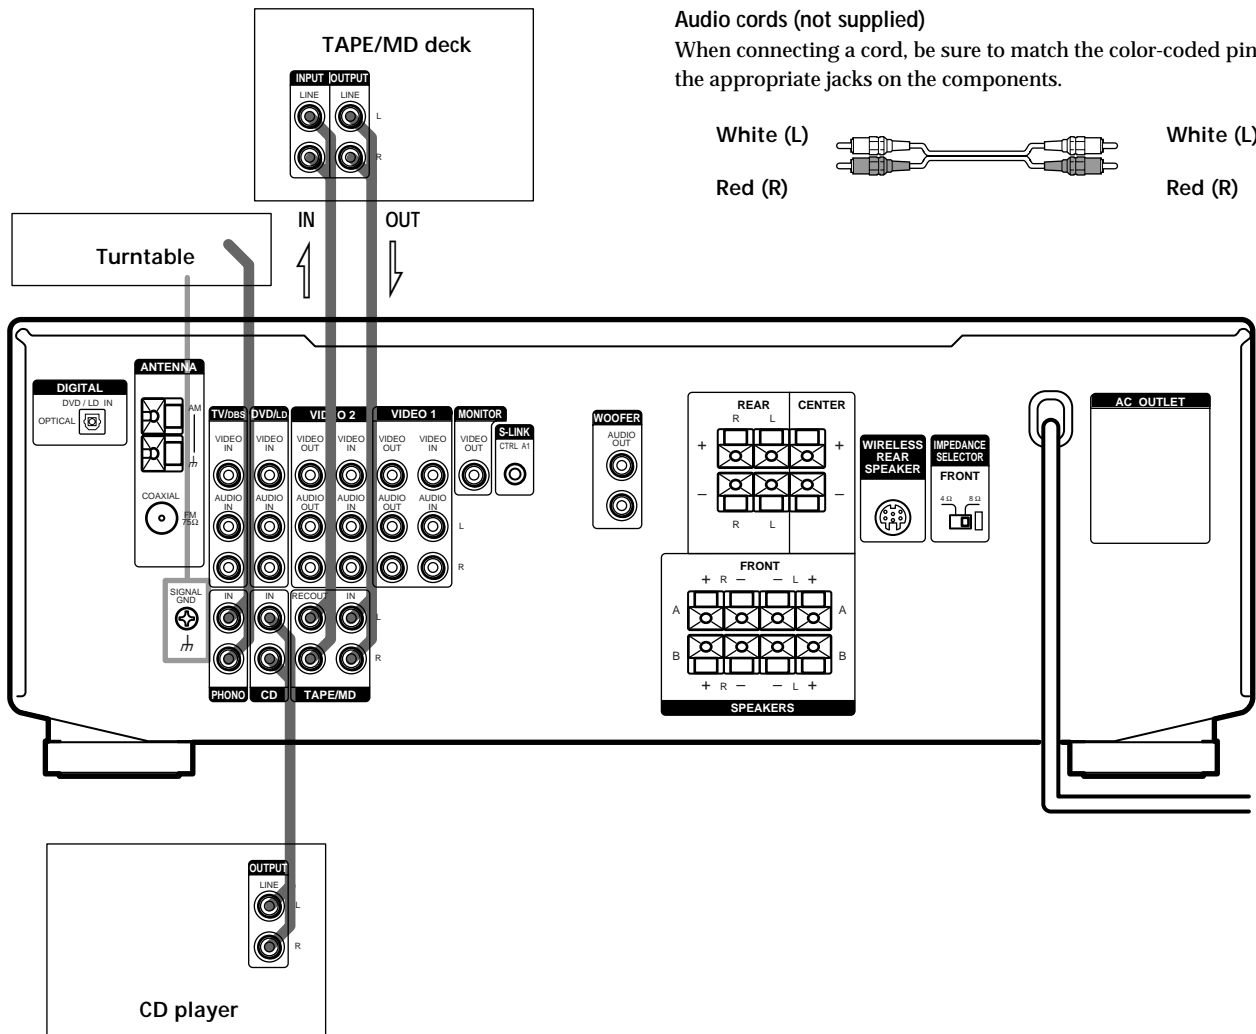 Audio cords (not supplied)
When connecting a cord, be sure to match the color-coded pin
the appropriate jacks on the components.
White (L)
White (L)
Red (R)
Red (R)
TAPE/MD deck
INPUT OUTPUT
LINE LINE
L
R
IN OUT
Turntable
DIGITAL
DVD / LD IN
OPTICAL
ANTENNA
AM
COAXIAL
FM
75Ω
SIGNAL
GND
TV/DBS DVD/LD VIDEO 2 VIDEO 1 MONITOR
VIDEO IN VIDEO IN VIDEO OUT VIDEO IN VIDEO OUT VIDEO IN VIDEO OUT
S-LINK
CTRL A1
AUDIO IN AUDIO IN AUDIO OUT AUDIO IN AUDIO OUT AUDIO IN
L
R
IN IN REC OUT IN
L
R
PHONO CD TAPE/MD
WOOFER
AUDIO
OUT
REAR CENTER
R L
+ +
– –
R L
FRONT
+ R – – L +
A A
B B
+ R – – L +
SPEAKERS
WIRELESS
REAR
SPEAKER
IMPEDANCE
SELECTOR
FRONT
4 Ω 8 Ω
AC OUTLET
OUTPUT
LINE
L
R
CD player